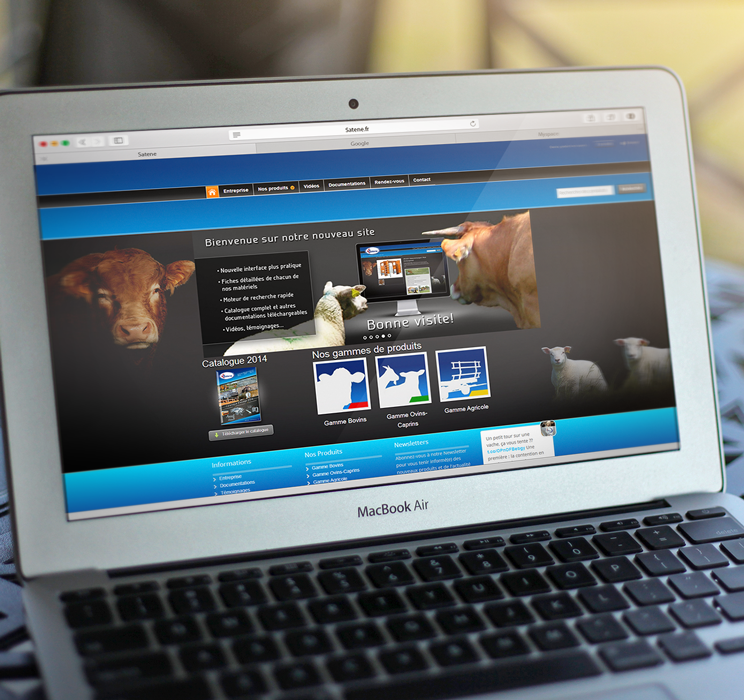 Satene.fr
Satene
Google
Entreprise
Nos produits
Vidéos
Documentations
Rendez-vous
Contact
Bienvenue sur notre nouveau site
• Nouvelle interface plus pratique
• Fiches détaillées de chacun de
nos matériels
• Moteur de recherche rapide
• Catalogue complet et autres
documentations téléchargeables
• Vidéos, témoignages...
Bonne visite!
Catalogue 2014
Télécharger le catalogue
Nos gammes de produits
Gamme Bovins
Gamme Ovins-
Caprins
Gamme Agricole
Informations
Entreprise
Documentations
Témoignages
Nos Produits
Gamme Bovins
Gamme Ovins-Caprins
Gamme Agricole
Newsletters
Abonnez-vous à notre Newsletter
pour vous tenir informés des
nouveaux produits et de l'actualité
Un petit tour sur une
vache, ça vous tente ?!
Une
première : la contention en
MacBook Air